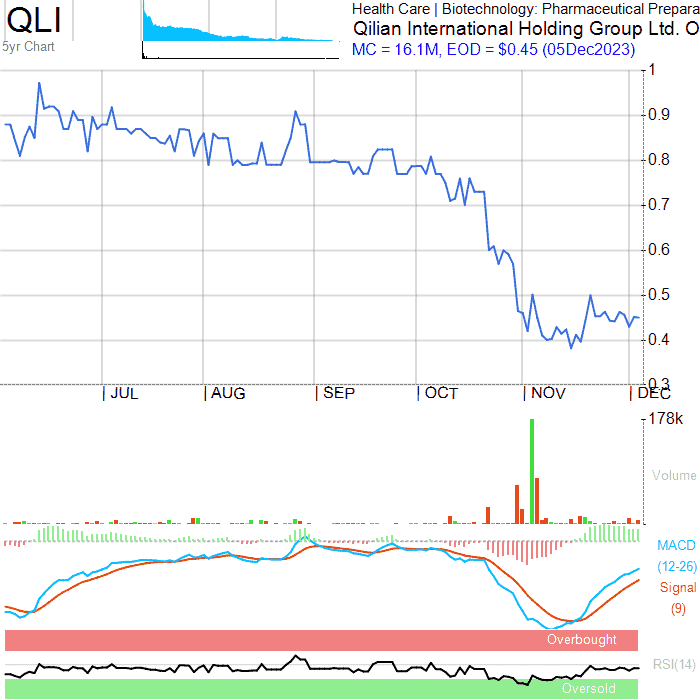 QLI
5yr Chart
Health Care | Biotechnology: Pharmaceutical Prepara
Qilian International Holding Group Ltd. O
MC = 16.1M, EOD = $0.45 (05Dec2023)
1
0.9
0.8
0.7
0.6
0.5
0.4
0.3
| JUL | AUG | SEP | OCT | NOV | DEC
178k
Volume
MACD
(12-26)
Signal
(9)
Overbought
RSI(14)
Oversold